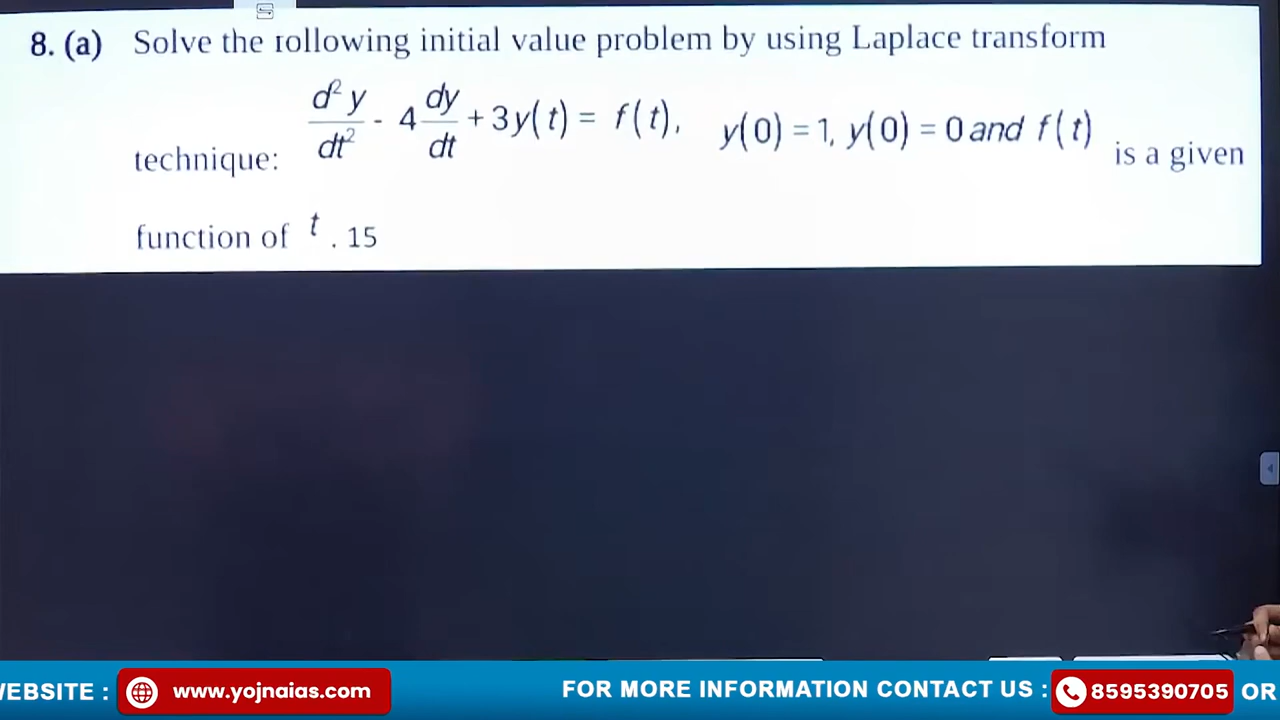 8. (a) Solve the rollowing initial value problem by using Laplace transform
technique: d²y/dt² - 4 dy/dt + 3y(t) = f(t), y(0) = 1, y(0) = 0 and f(t) is a given
function of t . 15
WEBSITE : www.yojnaias.com FOR MORE INFORMATION CONTACT US : 8595390705 OR